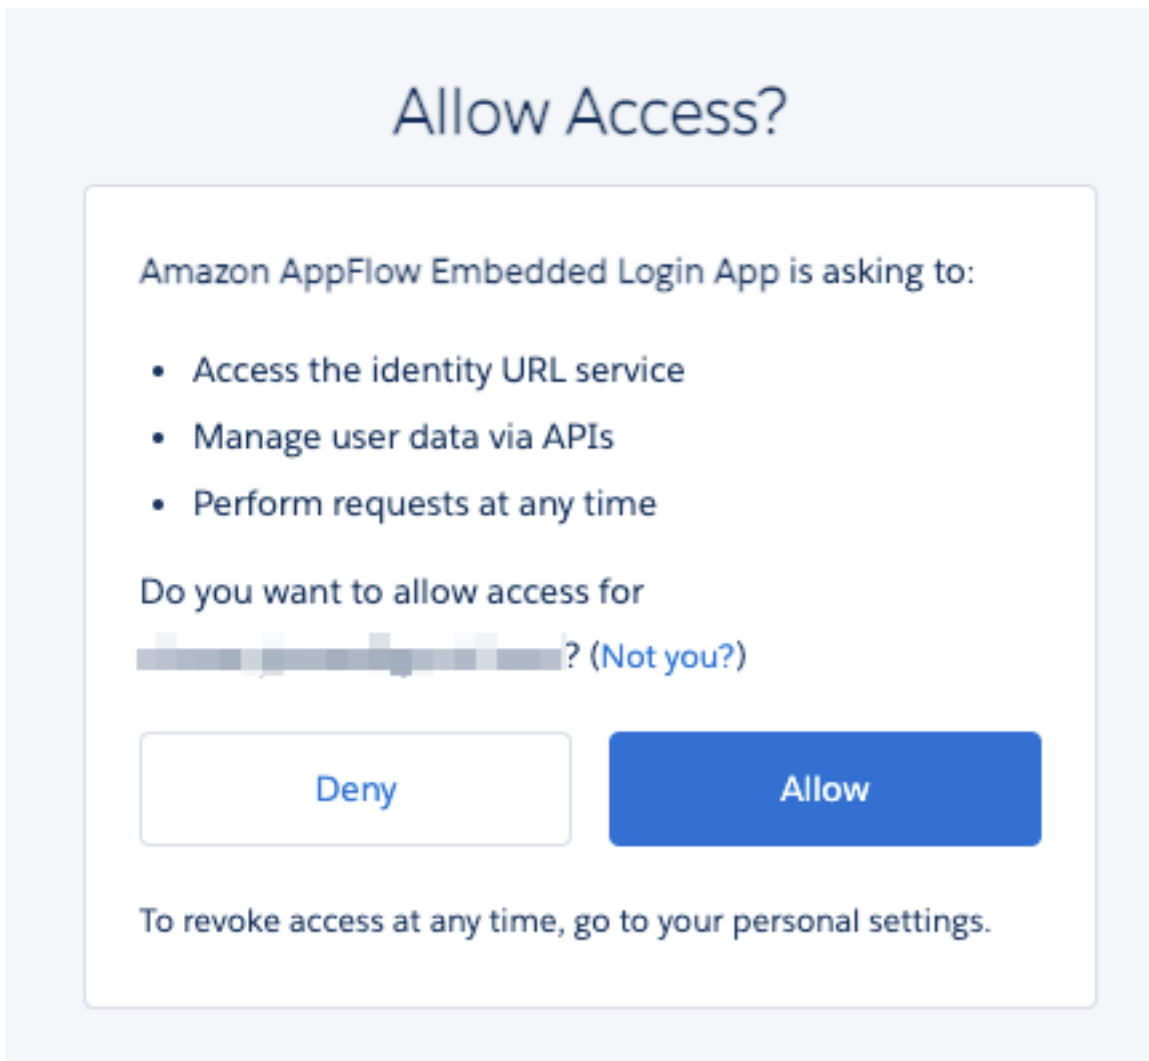 Allow Access?
Amazon AppFlow Embedded Login App is asking to:
• Access the identity URL service
• Manage user data via APIs
• Perform requests at any time
Do you want to allow access for
? (Not you?)
Deny
Allow
To revoke access at any time, go to your personal settings.